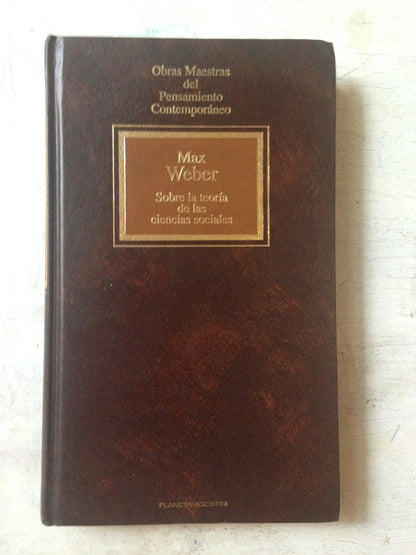 Obras Maestras
del
Pensamiento
Contemporáneo
Max
Weber
Sobre la teoría
de las
ciencias sociales
PLANETA-AGOSTINI